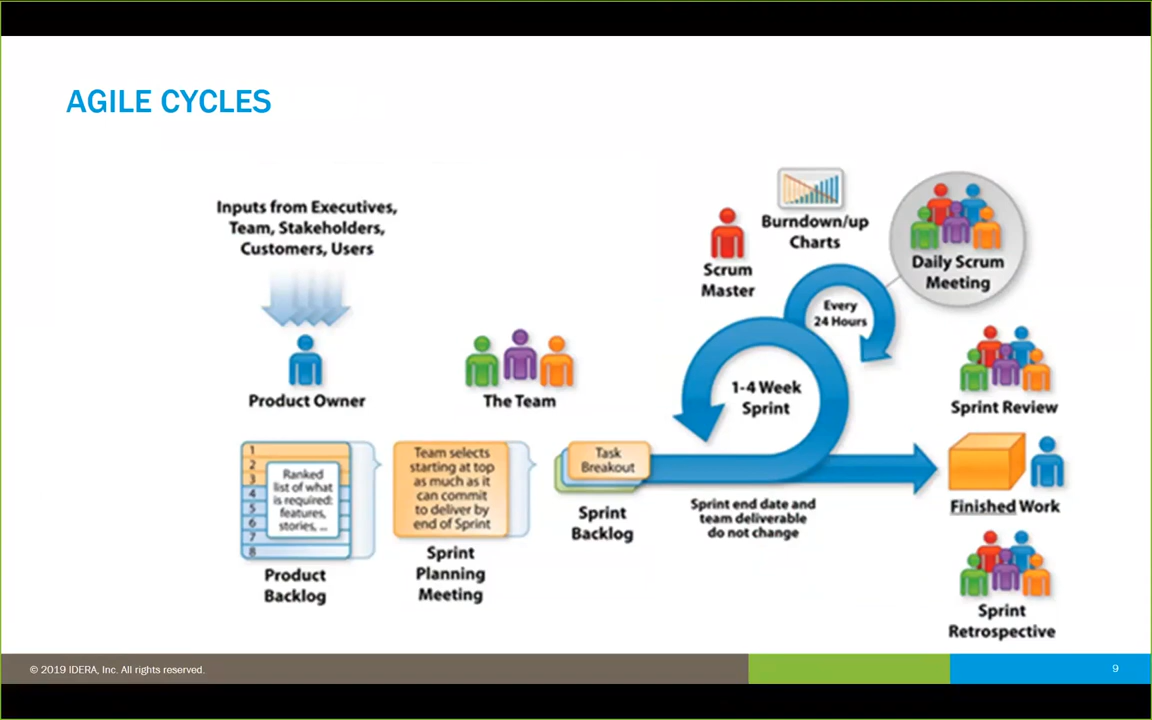 AGILE CYCLES
Inputs from Executives,
Team, Stakeholders,
Customers, Users
Product Owner
The Team
Scrum
Master
Burndown/up
Charts
Daily Scrum
Meeting
Every
24 Hours
1-4 Week
Sprint
Sprint Review
1
2
3
4
5
6
7
8
Ranked
list of what
is required:
features,
stories, ...
Product
Backlog
Team selects
starting at top
as much as it
can commit
to deliver by
end of Sprint
Sprint
Planning
Meeting
Task
Breakout
Sprint
Backlog
Sprint end date and
team deliverable
do not change
Finished Work
Sprint
Retrospective
© 2019 IDERA, Inc. All rights reserved.
9